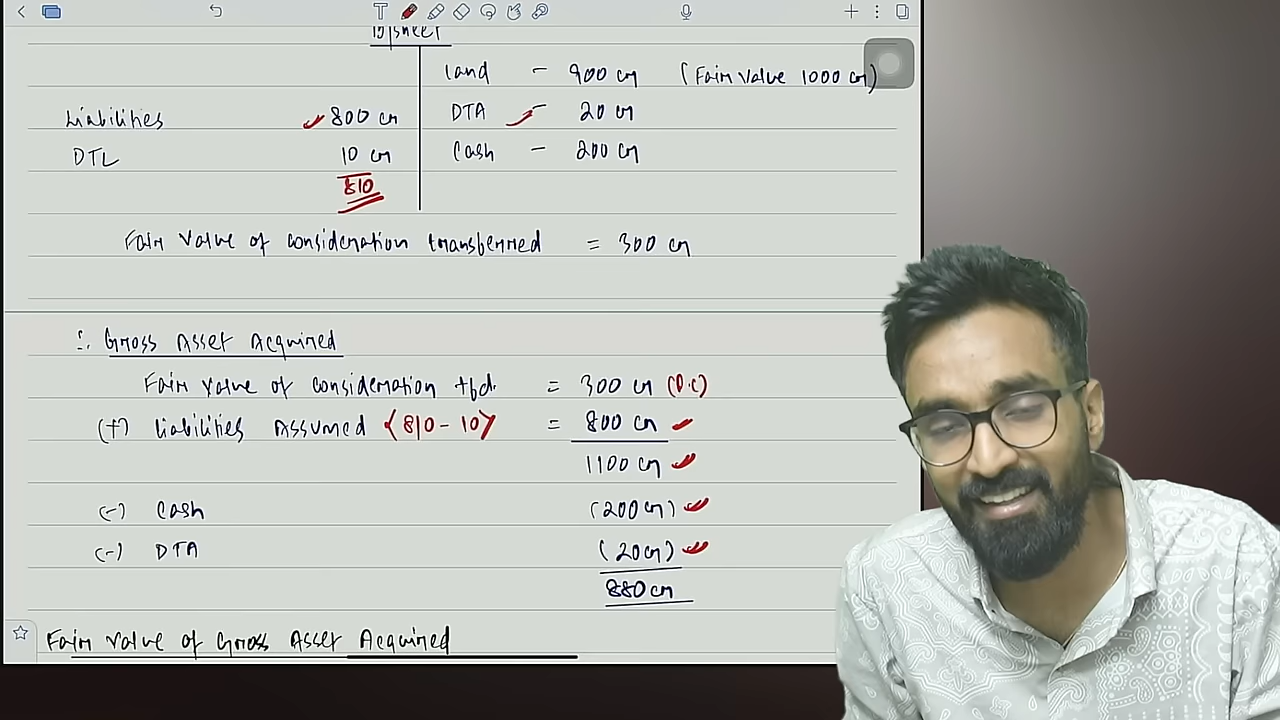 B/sheet
Land - 900 cr (Fair Value 1000 cr)
Liabilities 800 cr DTA - 20 cr
DTL 10 cr Cash - 200 cr
810
Fair Value of consideration transferred = 300 cr
∴ Gross Asset Acquired
Fair Value of consideration tfd. = 300 cr (P.C)
(+) Liabilities Assumed {810-10} = 800 cr
1100 cr
(-) Cash (200 cr)
(-) DTA (20 cr)
880 cr
Fair Value of Gross Asset Acquired